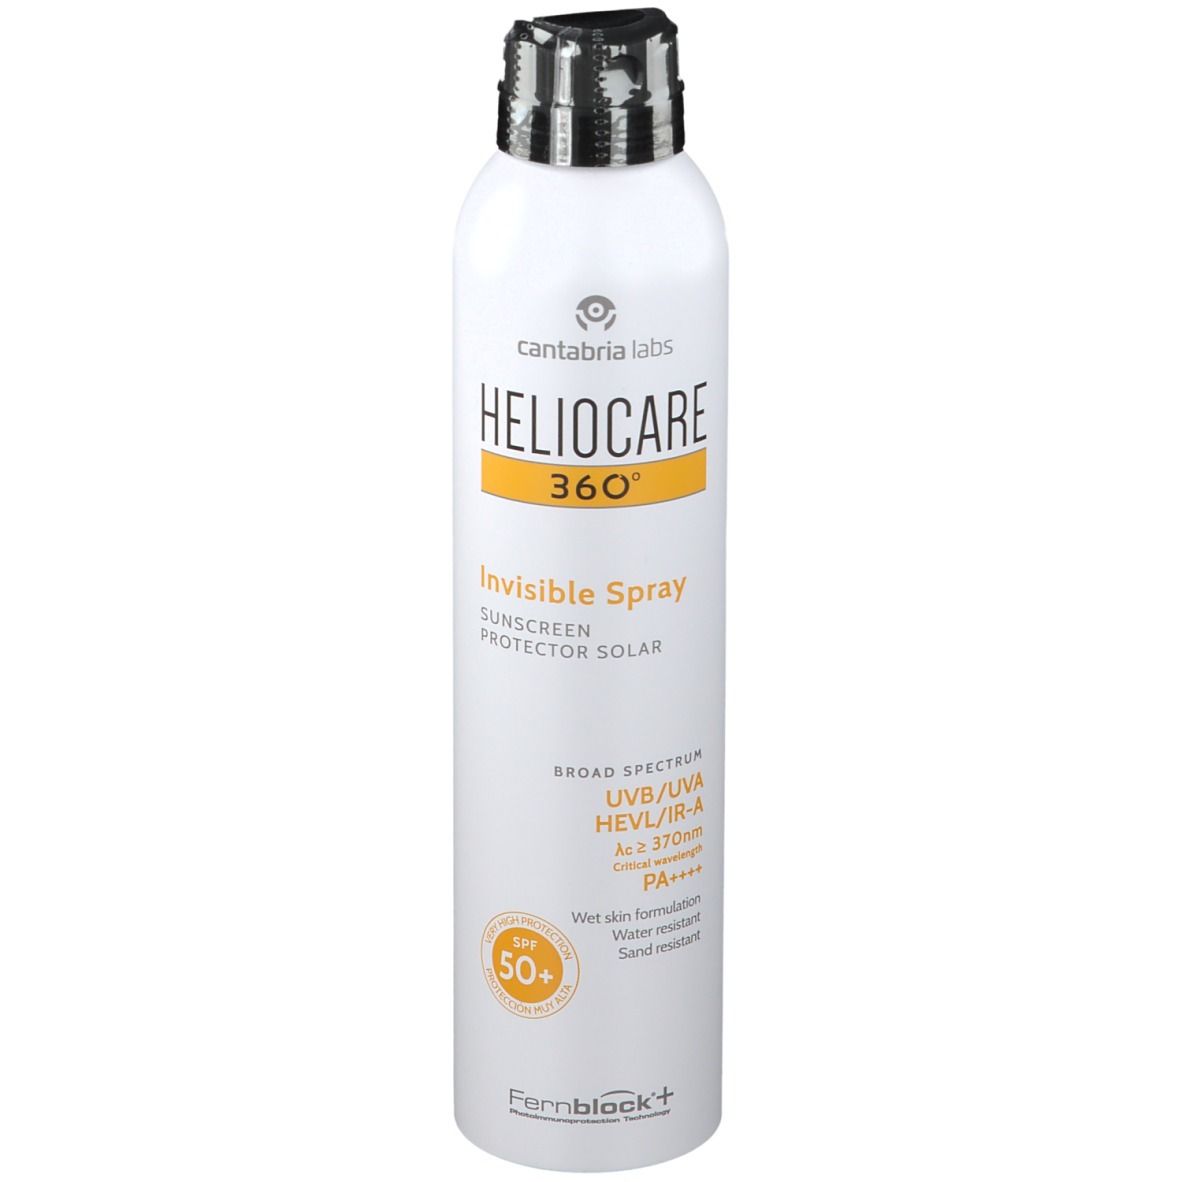 cantabria labs
HELIOCARE
360°
Invisible Spray
SUNSCREEN
PROTECTOR SOLAR
BROAD SPECTRUM
UVB/UVA
HEVL/IR-A
λc ≥ 370nm
Critical wavelength
PA++++
Wet skin formulation
Water resistant
Sand resistant
VERY HIGH PROTECTION
SPF
50+
PROTECCIÓN MUY ALTA
Fernblock®+
Photoimmunoprotection Technology